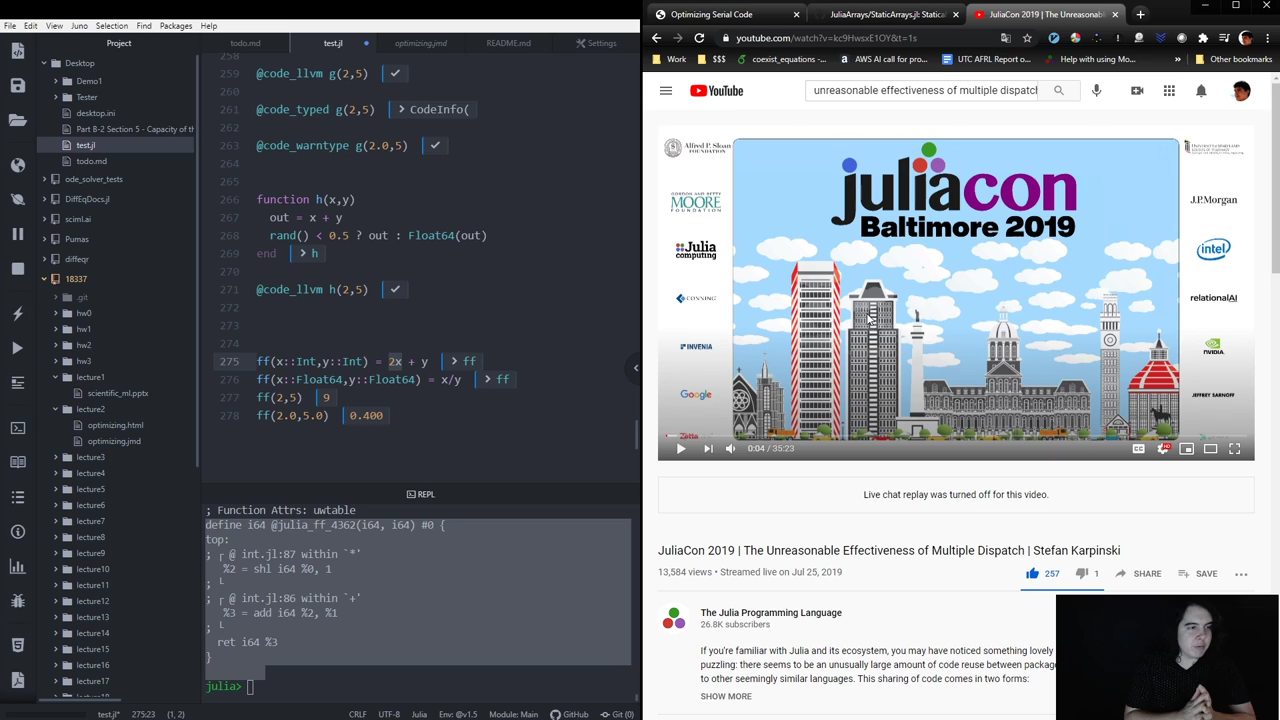 File Edit View Juno Selection Find Packages Help
Project
Desktop
Demo1
Tester
desktop.ini
Part B-2 Section 5 - Capacity of th
test.jl
todo.md
ode_solver_tests
DiffEqDocs.jl
sciml.ai
Pumas
diffeqr
18337
.git
hw0
hw1
hw2
hw3
lecture1
scientific_ml.pptx
lecture2
optimizing.html
optimizing.jmd
lecture3
lecture4
lecture5
lecture6
lecture7
lecture8
lecture9
lecture10
lecture11
lecture12
lecture13
lecture14
lecture15
lecture16
lecture17
todo.md test.jl optimizing.jmd README.md Settings
258
259 @code_llvm g(2,5) ✓
260
261 @code_typed g(2,5) > CodeInfo(
262
263 @code_warntype g(2.0,5) ✓
264
265
266 function h(x,y)
267 out = x + y
268 rand() < 0.5 ? out : Float64(out)
269 end > h
270
271 @code_llvm h(2,5) ✓
272
273
274
275 ff(x::Int,y::Int) = 2x + y > ff
276 ff(x::Float64,y::Float64) = x/y > ff
277 ff(2,5) 9
278 ff(2.0,5.0) 0.400
REPL
; Function Attrs: uwtable
define i64 @julia_ff_4362(i64, i64) #0 {
top:
; ┌ @ int.jl:87 within `*'
%2 = shl i64 %0, 1
; └
; ┌ @ int.jl:86 within `+'
%3 = add i64 %2, %1
; └
ret i64 %3
}
julia>
test.jl* 275:23 (1, 2) CRLF UTF-8 Julia Env: @v1.5 Module: Main GitHub Git (0)
Optimizing Serial Code JuliaArrays/StaticArrays.jl: Static JuliaCon 2019 | The Unreasonable
youtube.com/watch?v=kc9HwsxE1OY&t=1s
Work $$$ coexist_equations... AWS AI call for pro... UTC AFRL Report o... Help with using Mo... Other bookmarks
YouTube
unreasonable effectiveness of multiple dispatch
Alfred P. Sloan
FOUNDATION
GORDON AND BETTY
MOORE
FOUNDATION
Julia
computing
CONNING
INVENIA
Google
Zetta
juliacon
Baltimore 2019
J.P.Morgan
intel
relationalAI
NVIDIA.
JEFFREY SARNOFF
0:04 / 35:23
CC HD
Live chat replay was turned off for this video.
JuliaCon 2019 | The Unreasonable Effectiveness of Multiple Dispatch | Stefan Karpinski
13,584 views • Streamed live on Jul 25, 2019
257 1 SHARE SAVE
The Julia Programming Language
26.8K subscribers
If you're familiar with Julia and its ecosystem, you may have noticed something lovely
puzzling: there seems to be an unusually large amount of code reuse between package
to other seemingly similar languages. This sharing of code comes in two forms:
SHOW MORE